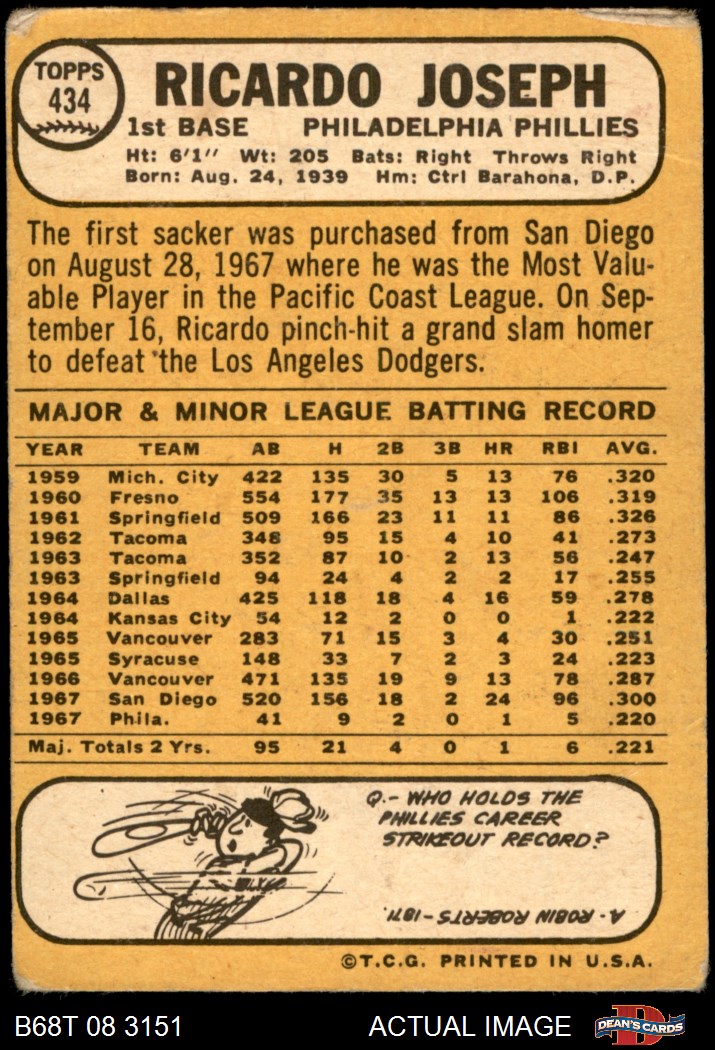 TOPPS
434
RICARDO JOSEPH
1st BASE PHILADELPHIA PHILLIES
Ht: 6'1'' Wt: 205 Bats: Right Throws Right
Born: Aug. 24, 1939 Hm: Ctrl Barahona, D.P.
The first sacker was purchased from San Diego
on August 28, 1967 where he was the Most Valu-
able Player in the Pacific Coast League. On Sep-
tember 16, Ricardo pinch-hit a grand slam homer
to defeat the Los Angeles Dodgers.
MAJOR & MINOR LEAGUE BATTING RECORD
YEAR TEAM AB H 2B 3B HR RBI AVG.
1959 Mich. City 422 135 30 5 13 76 .320
1960 Fresno 554 177 35 13 13 106 .319
1961 Springfield 509 166 23 11 11 86 .326
1962 Tacoma 348 95 15 4 10 41 .273
1963 Tacoma 352 87 10 2 13 56 .247
1963 Springfield 94 24 4 2 2 17 .255
1964 Dallas 425 118 18 4 16 59 .278
1964 Kansas City 54 12 2 0 0 1 .222
1965 Vancouver 283 71 15 3 4 30 .251
1965 Syracuse 148 33 7 2 3 24 .223
1966 Vancouver 471 135 19 9 13 78 .287
1967 San Diego 520 156 18 2 24 96 .300
1967 Phila. 41 9 2 0 1 5 .220
Maj. Totals 2 Yrs. 95 21 4 0 1 6 .221
Q.- WHO HOLDS THE
PHILLIES CAREER
STRIKEOUT RECORD?
A. ROBIN ROBERTS-1871.
©T.C.G. PRINTED IN U.S.A.
B68T 08 3151 ACTUAL IMAGE
D
DEAN'S CARDS